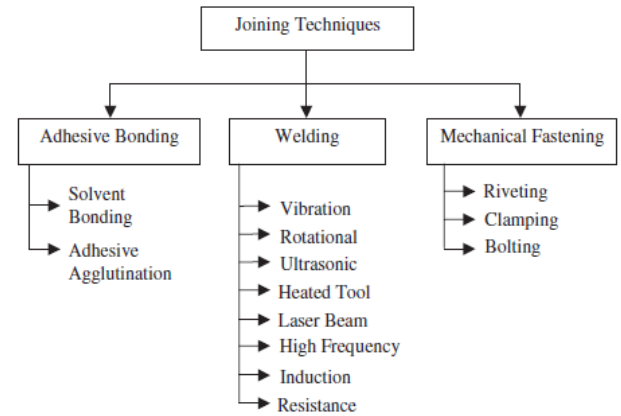 Joining Techniques
Adhesive Bonding
Solvent
Bonding
Adhesive
Agglutination
Welding
Vibration
Rotational
Ultrasonic
Heated Tool
Laser Beam
High Frequency
Induction
Resistance
Mechanical Fastening
Riveting
Clamping
Bolting